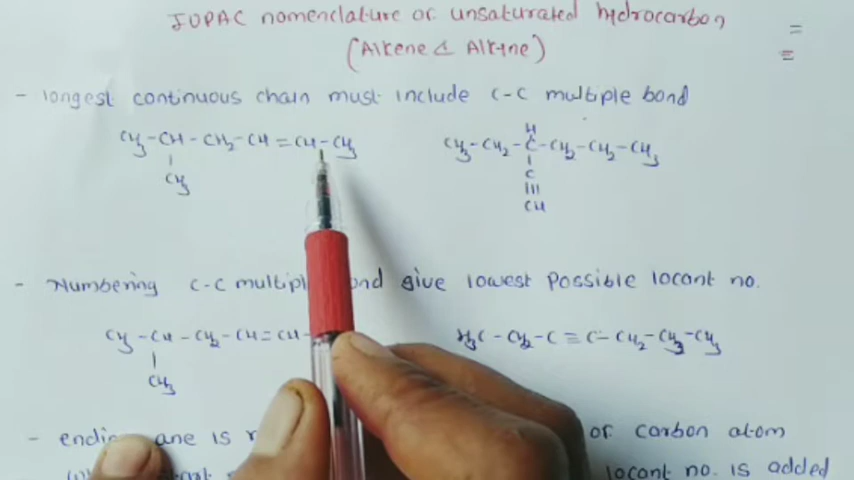 IUPAC nomenclature of unsaturated hydrocarbon
(Alkene & Alkyne)
- longest continuous chain must include C-C multiple bond
CH3-CH-CH2-CH=CH-CH3
CH3
H
CH3-CH2-C-CH2-CH2-CH3
C
|||
CH
- Numbering C-C multipl ond give lowest possible locant no.
CH3-CH-CH2-CH=CH-
CH3
H3C-CH2-C≡C-CH2-CH2-CH3
- endi ane is of carbon atom
locant no. is added